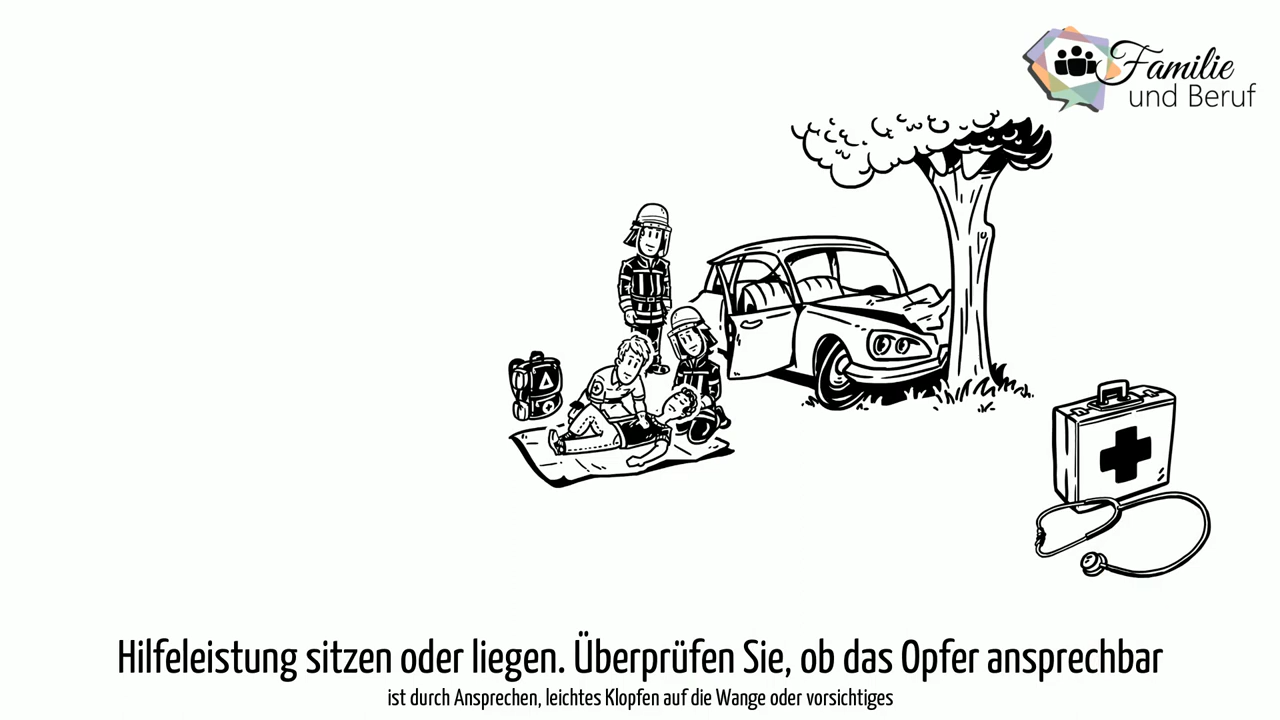 Familie
und Beruf
Hilfeleistung sitzen oder liegen. Überprüfen Sie, ob das Opfer ansprechbar
ist durch Ansprechen, leichtes Klopfen auf die Wange oder vorsichtiges